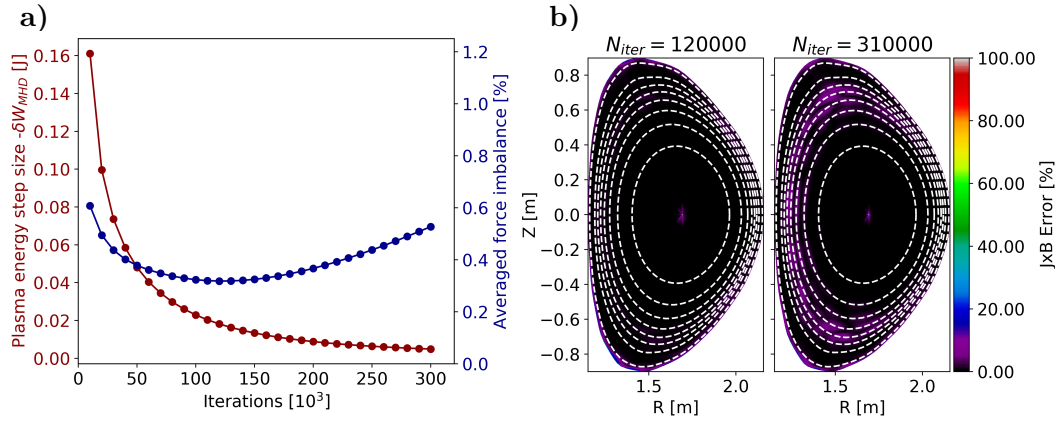 a)
Plasma energy step size -δW_MHD [J]
0.16
0.14
0.12
0.10
0.08
0.06
0.04
0.02
0.00
0 50 100 150 200 250 300
Iterations [10³]
1.2
1.0
0.8
0.6
0.4
0.2
0.0
Averaged force imbalance [%]
b)
N_iter = 120000
N_iter = 310000
Z [m]
0.8
0.6
0.4
0.2
0.0
−0.2
−0.4
−0.6
−0.8
1.5 2.0
R [m]
1.5 2.0
R [m]
100.00
80.00
60.00
40.00
20.00
0.00
JxB Error [%]